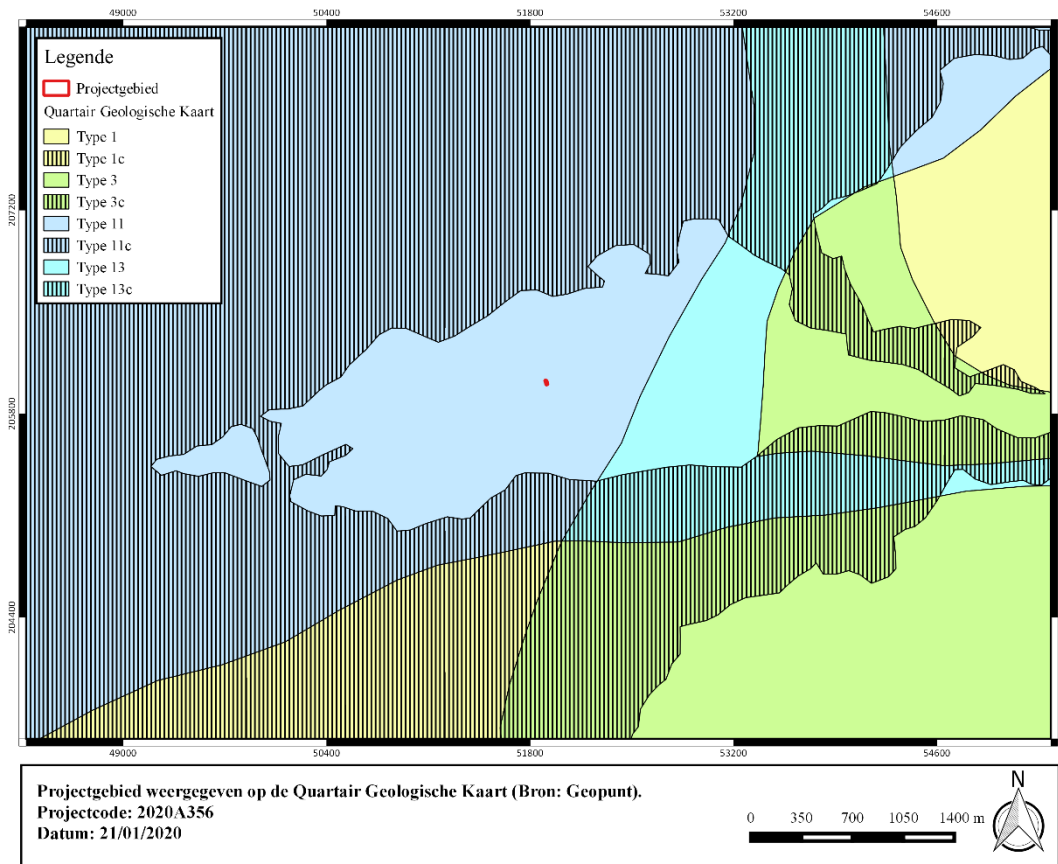 49000 50400 51800 53200 54600
Legende
Projectgebied
Quartair Geologische Kaart
Type 1
Type 1c
Type 3
Type 3c
Type 11
Type 11c
Type 13
Type 13c
207200
205800
204400
49000 50400 51800 53200 54600
Projectgebied weergegeven op de Quartair Geologische Kaart (Bron: Geopunt).
Projectcode: 2020A356
Datum: 21/01/2020
0 350 700 1050 1400 m
N